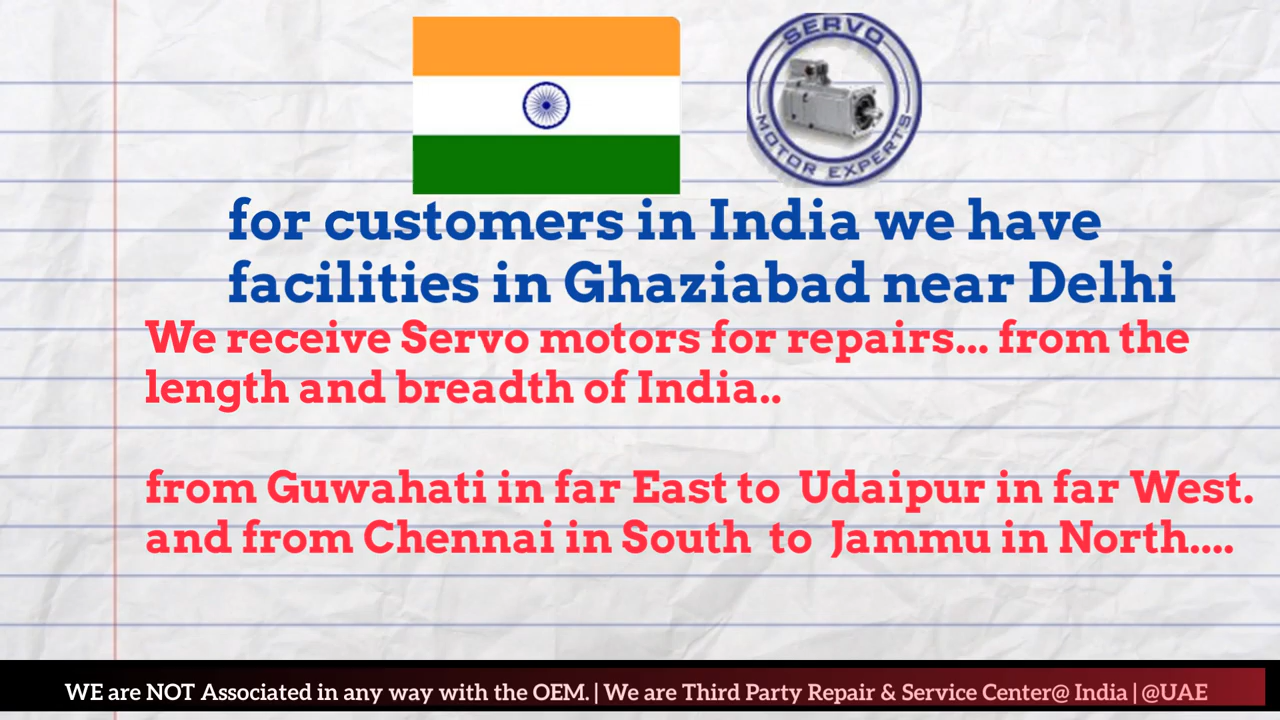 SERVO
MOTOR EXPERTS
for customers in India we have
facilities in Ghaziabad near Delhi
We receive Servo motors for repairs... from the
length and breadth of India..
from Guwahati in far East to Udaipur in far West.
and from Chennai in South to Jammu in North....
WE are NOT Associated in any way with the OEM. | We are Third Party Repair & Service Center@ India | @UAE